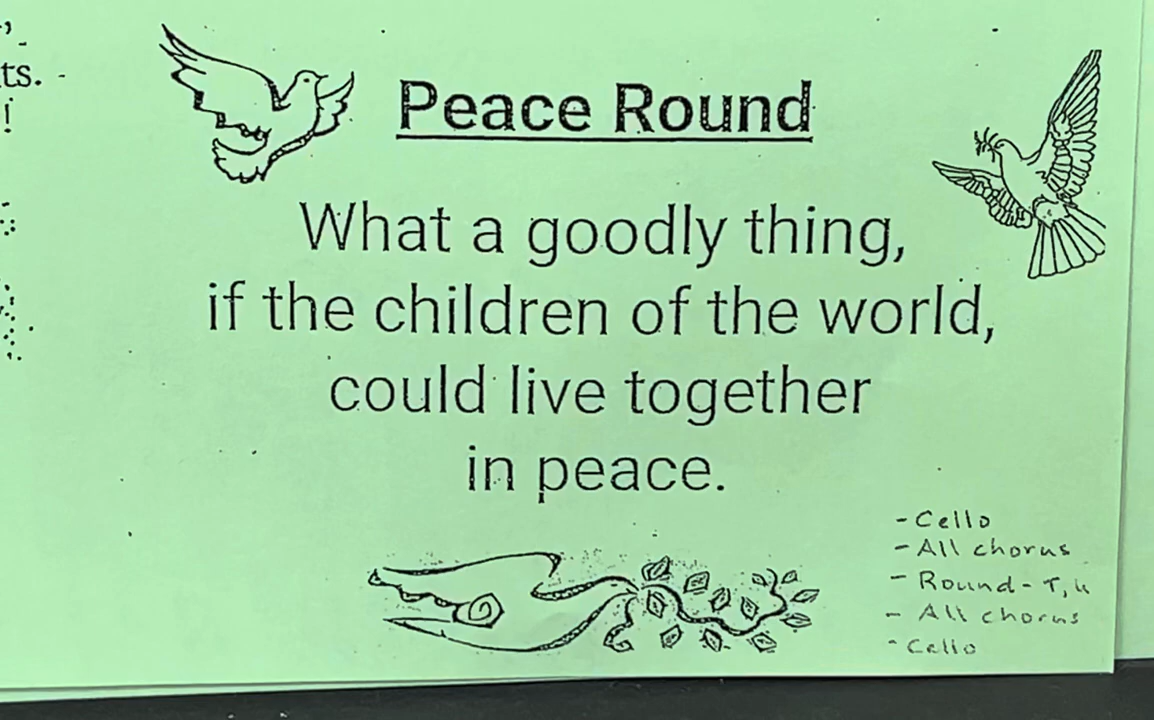 ts.
!
Peace Round
What a goodly thing,
if the children of the world,
could live together
in peace.
- Cello
- All chorus
- Round - T,
- All chorus
- Cello